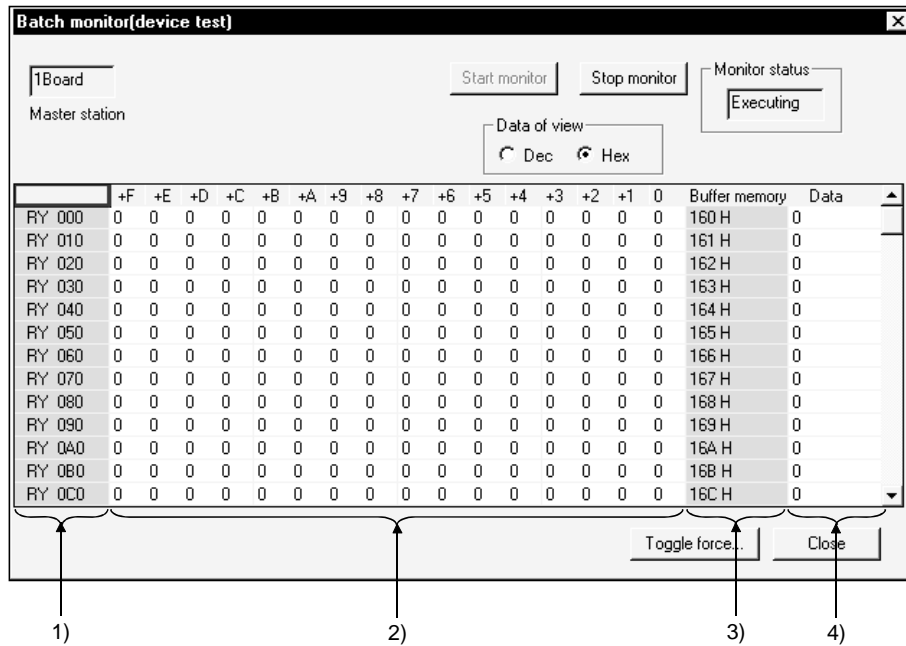 Batch monitor(device test)
1Board
Master station
Start monitor
Stop monitor
Monitor status
Executing
Data of view
Dec Hex
+F +E +D +C +B +A +9 +8 +7 +6 +5 +4 +3 +2 +1 0 Buffer memory Data
RY 000 0 0 0 0 0 0 0 0 0 0 0 0 0 0 0 0 160 H 0
RY 010 0 0 0 0 0 0 0 0 0 0 0 0 0 0 0 0 161 H 0
RY 020 0 0 0 0 0 0 0 0 0 0 0 0 0 0 0 0 162 H 0
RY 030 0 0 0 0 0 0 0 0 0 0 0 0 0 0 0 0 163 H 0
RY 040 0 0 0 0 0 0 0 0 0 0 0 0 0 0 0 0 164 H 0
RY 050 0 0 0 0 0 0 0 0 0 0 0 0 0 0 0 0 165 H 0
RY 060 0 0 0 0 0 0 0 0 0 0 0 0 0 0 0 0 166 H 0
RY 070 0 0 0 0 0 0 0 0 0 0 0 0 0 0 0 0 167 H 0
RY 080 0 0 0 0 0 0 0 0 0 0 0 0 0 0 0 0 168 H 0
RY 090 0 0 0 0 0 0 0 0 0 0 0 0 0 0 0 0 169 H 0
RY 0A0 0 0 0 0 0 0 0 0 0 0 0 0 0 0 0 0 16A H 0
RY 0B0 0 0 0 0 0 0 0 0 0 0 0 0 0 0 0 0 16B H 0
RY 0C0 0 0 0 0 0 0 0 0 0 0 0 0 0 0 0 0 16C H 0
Toggle force... Close
1) 2) 3) 4)